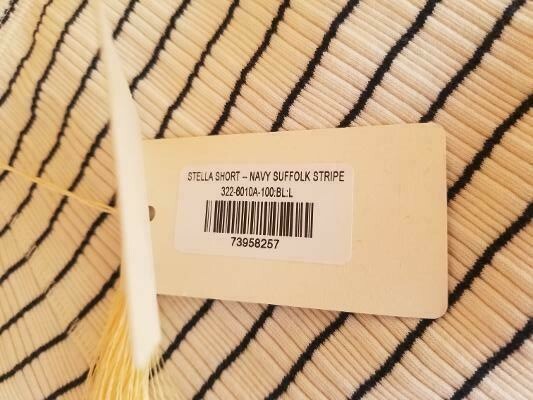 STELLA SHORT – NAVY SUFFOLK STRIPE
322-6010A-100:BL:L
73958257